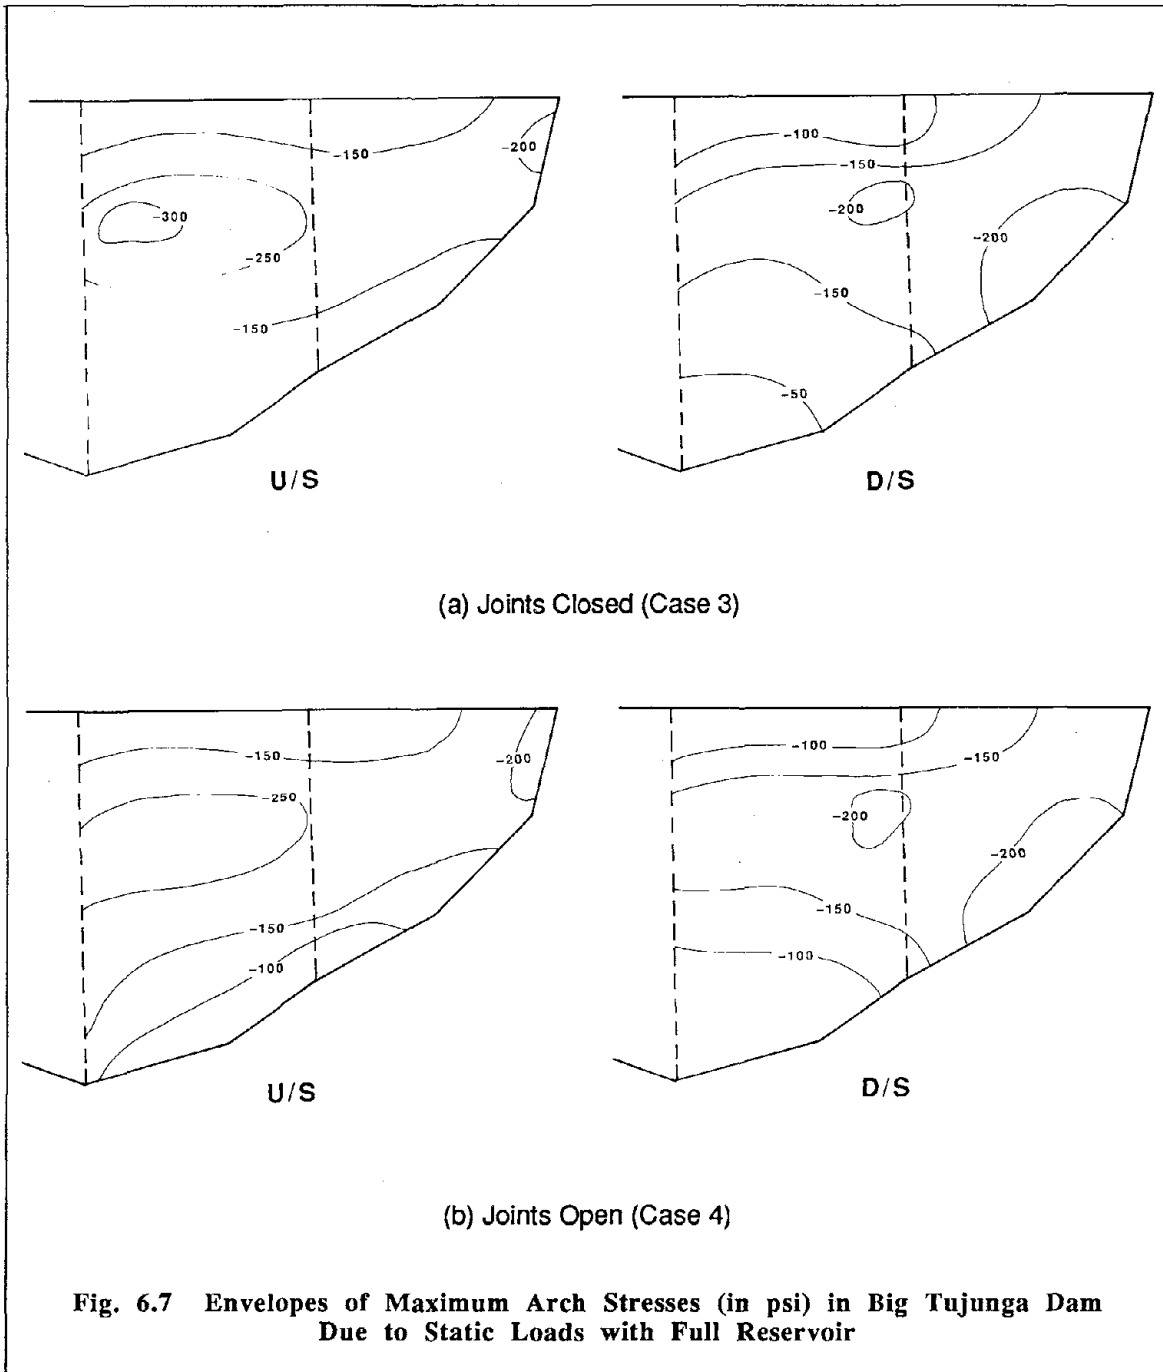 -150
-200
-300
-250
-150
U/S
-100
-150
-200
-200
-150
-50
D/S
(a) Joints Closed (Case 3)
-150
-200
-250
-150
-100
U/S
-100
-150
-200
-200
-150
-100
D/S
(b) Joints Open (Case 4)
Fig. 6.7 Envelopes of Maximum Arch Stresses (in psi) in Big Tujunga Dam
Due to Static Loads with Full Reservoir